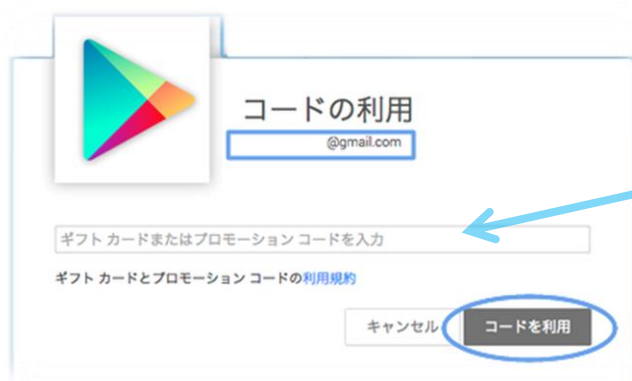 コードの利用
@gmail.com
ギフト カードまたはプロモーション コードを入力
ギフト カードとプロモーション コードの利用規約
キャンセル
コードを利用